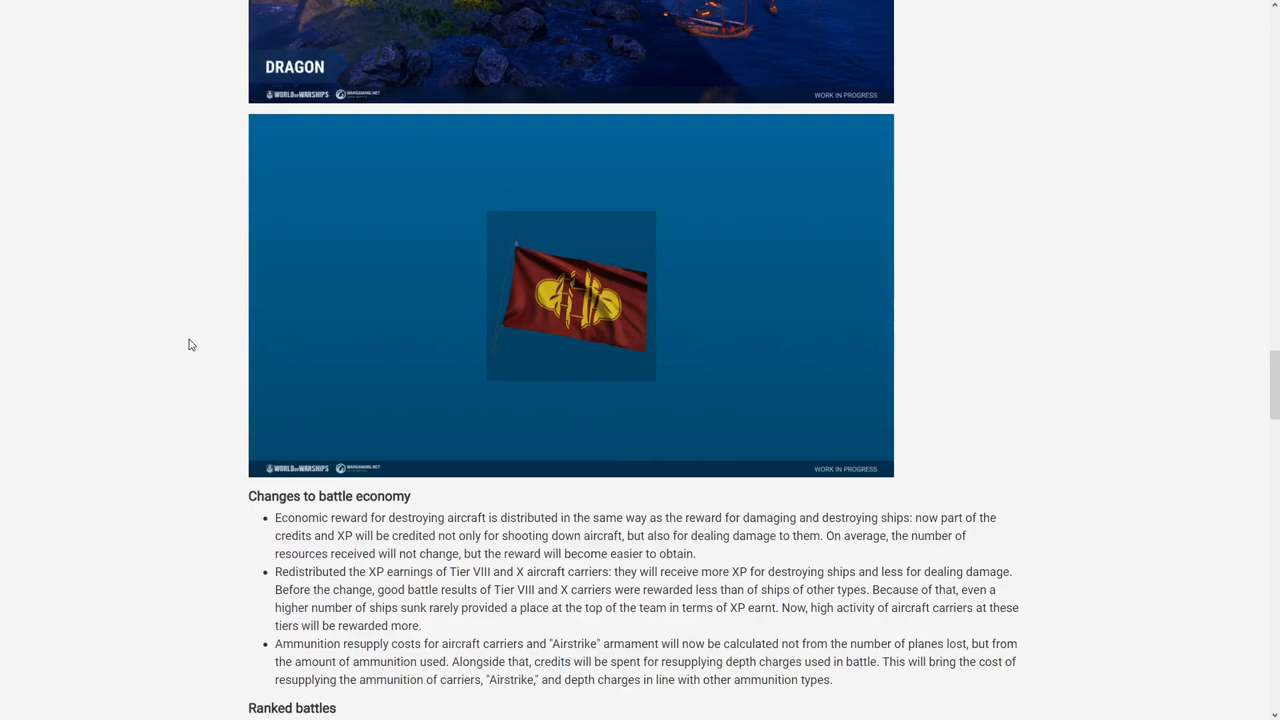 DRAGON
WORLD OF WARSHIPS WARGAMING.NET WORK IN PROGRESS
WORLD OF WARSHIPS WARGAMING.NET WORK IN PROGRESS
Changes to battle economy
Economic reward for destroying aircraft is distributed in the same way as the reward for damaging and destroying ships: now part of the
credits and XP will be credited not only for shooting down aircraft, but also for dealing damage to them. On average, the number of
resources received will not change, but the reward will become easier to obtain.
Redistributed the XP earnings of Tier VIII and X aircraft carriers: they will receive more XP for destroying ships and less for dealing damage.
Before the change, good battle results of Tier VIII and X carriers were rewarded less than of ships of other types. Because of that, even a
higher number of ships sunk rarely provided a place at the top of the team in terms of XP earnt. Now, high activity of aircraft carriers at these
tiers will be rewarded more.
Ammunition resupply costs for aircraft carriers and "Airstrike" armament will now be calculated not from the number of planes lost, but from
the amount of ammunition used. Alongside that, credits will be spent for resupplying depth charges used in battle. This will bring the cost of
resupplying the ammunition of carriers, "Airstrike," and depth charges in line with other ammunition types.
Ranked battles